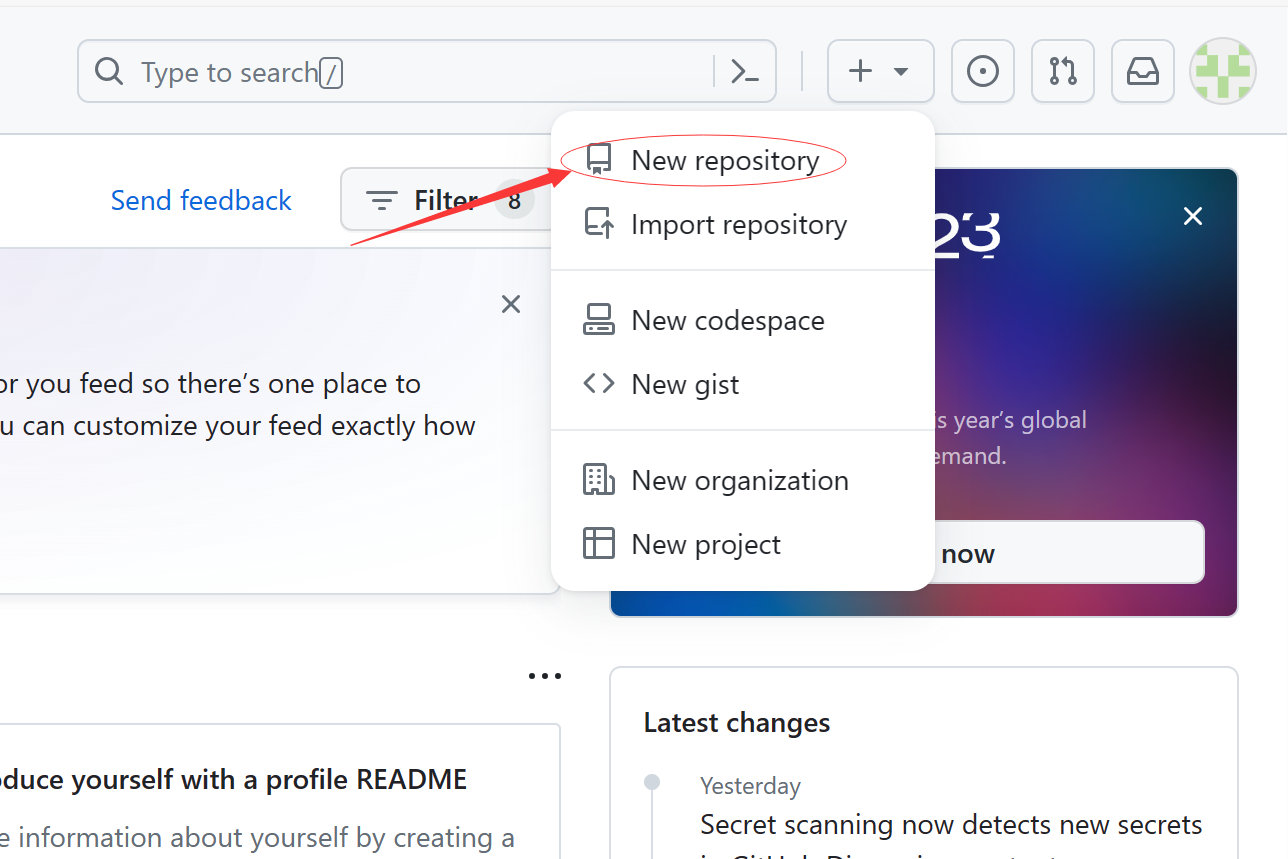 Type to search /
New repository
Send feedback
Filter 8
Import repository
23
New codespace
or you feed so there's one place to
New gist
u can customize your feed exactly how
is year's global
emand.
New organization
New project
now
Latest changes
oduce yourself with a profile README
Yesterday
Secret scanning now detects new secrets
e information about yourself by creating a